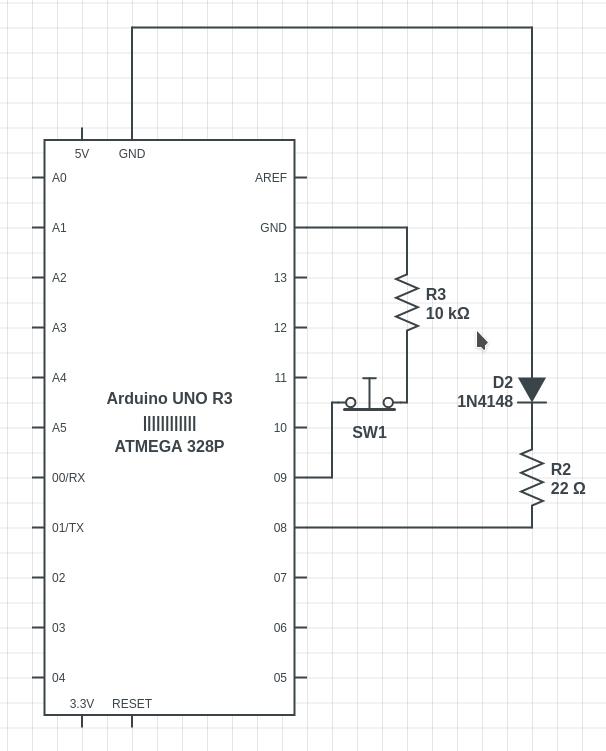 5V GND
A0 AREF
A1 GND
A2 13
R3
10 kΩ
A3 12
A4 11
D2
1N4148
Arduino UNO R3
ATMEGA 328P
A5 10
SW1
00/RX 09
R2
22 Ω
01/TX 08
02 07
03 06
04 05
3.3V RESET